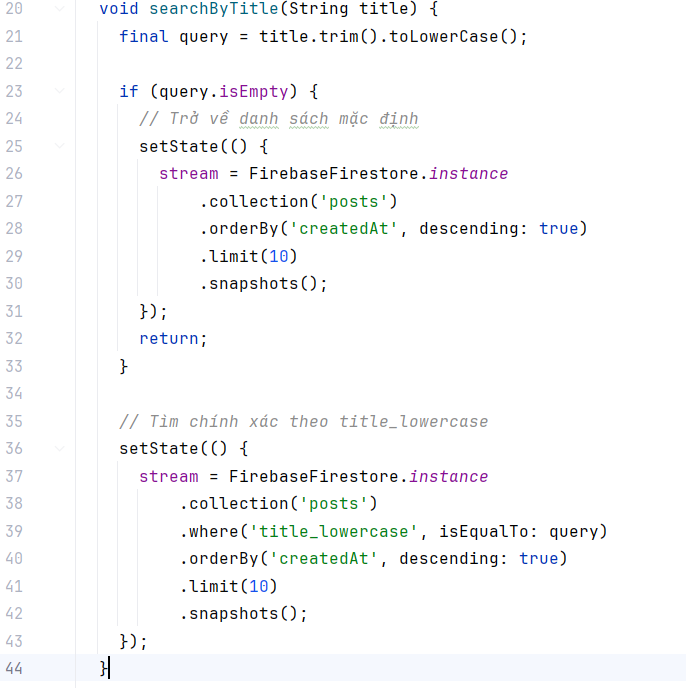 20 void searchByTitle(String title) {
21 final query = title.trim().toLowerCase();
22
23 if (query.isEmpty) {
24 // Trở về danh sách mặc định
25 setState(() {
26 stream = FirebaseFirestore.instance
27 .collection('posts')
28 .orderBy('createdAt', descending: true)
29 .limit(10)
30 .snapshots();
31 });
32 return;
33 }
34
35 // Tìm chính xác theo title_lowercase
36 setState(() {
37 stream = FirebaseFirestore.instance
38 .collection('posts')
39 .where('title_lowercase', isEqualTo: query)
40 .orderBy('createdAt', descending: true)
41 .limit(10)
42 .snapshots();
43 });
44 }